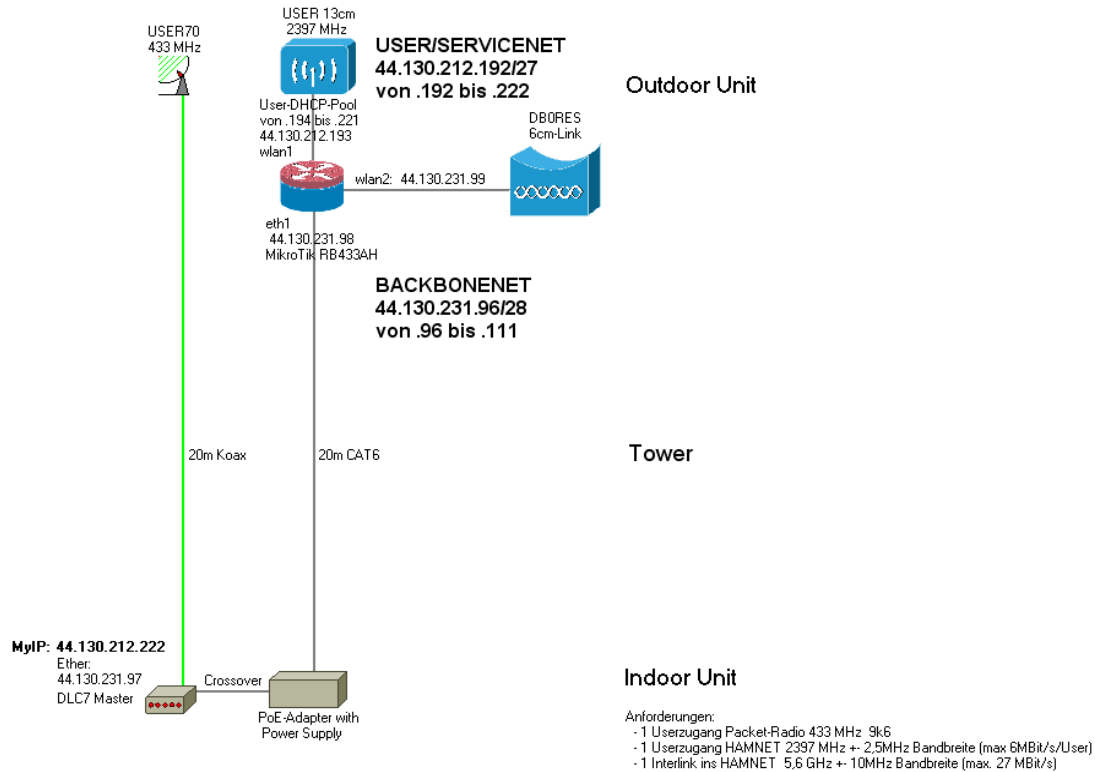 USER70
433 MHz
USER 13cm
2397 MHz
USER/SERVICENET
44.130.212.192/27
von .192 bis .222
Outdoor Unit
User-DHCP-Pool
von .194 bis .221
44.130.212.193
wlan1
DB0RES
6cm-Link
wlan2: 44.130.231.99
eth1
44.130.231.98
MikroTik RB433AH
BACKBONENET
44.130.231.96/28
von .96 bis .111
20m Koax
20m CAT6
Tower
MyIP: 44.130.212.222
Ether:
44.130.231.97
DLC7 Master
Crossover
PoE-Adapter with
Power Supply
Indoor Unit
Anforderungen:
- 1 Userzugang Packet-Radio 433 MHz 9k6
- 1 Userzugang HAMNET 2397 MHz +- 2,5MHz Bandbreite (max 6MBit/s/User)
- 1 Interlink ins HAMNET 5,6 GHz +- 10MHz Bandbreite (max. 27 MBit/s)